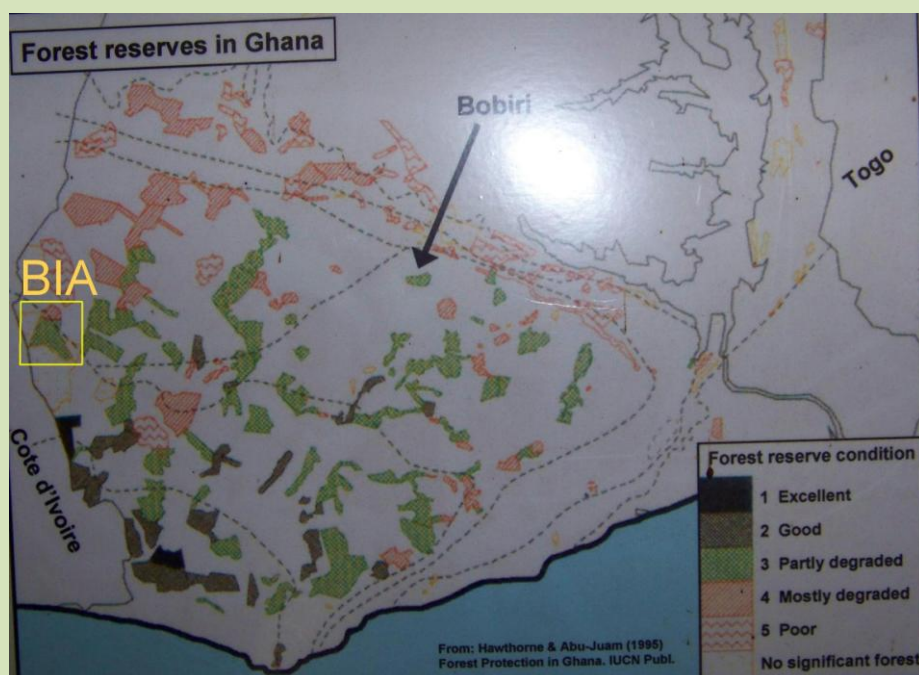 Forest reserves in Ghana
Bobiri
Togo
BIA
Côte d'Ivoire
Forest reserve condition
1 Excellent
2 Good
3 Partly degraded
4 Mostly degraded
5 Poor
No significant forest
From: Hawthorne & Abu-Juam (1995)
Forest Protection in Ghana. IUCN Publ.